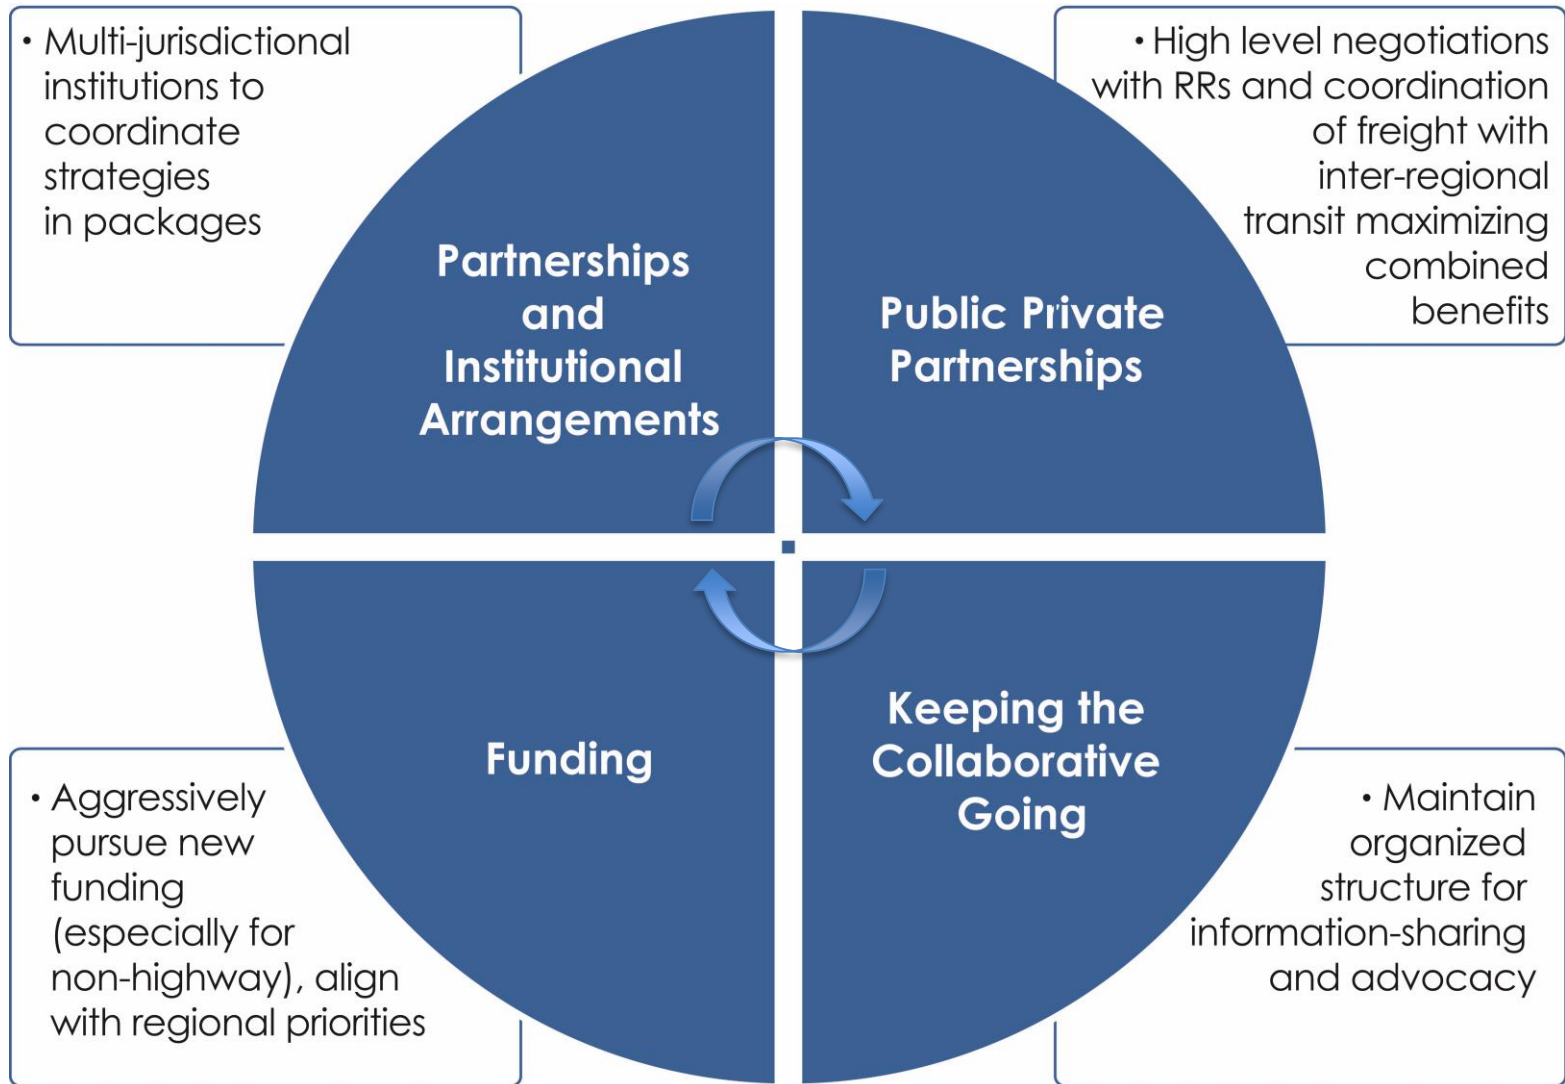 • Multi-jurisdictional
institutions to
coordinate
strategies
in packages
Partnerships
and
Institutional
Arrangements
• High level negotiations
with RRs and coordination
of freight with
inter-regional
transit maximizing
combined
benefits
Public Private
Partnerships
Funding
• Aggressively
pursue new
funding
(especially for
non-highway), align
with regional priorities
Keeping the
Collaborative
Going
• Maintain
organized
structure for
information-sharing
and advocacy